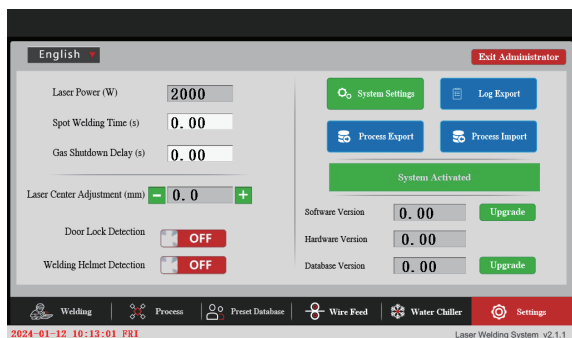 English
Exit Administrator
Laser Power (W) 2000
Spot Welding Time (s) 0.00
Gas Shutdown Delay (s) 0.00
Laser Center Adjustment (mm) - 0.0 +
Door Lock Detection OFF
Welding Helmet Detection OFF
System Settings Log Export
Process Export Process Import
System Activated
Software Version 0.00 Upgrade
Hardware Version 0.00
Database Version 0.00 Upgrade
Welding Process Preset Database Wire Feed Water Chiller Settings
2024-01-12 10:13:01 FRI Laser Welding System v2.1.1